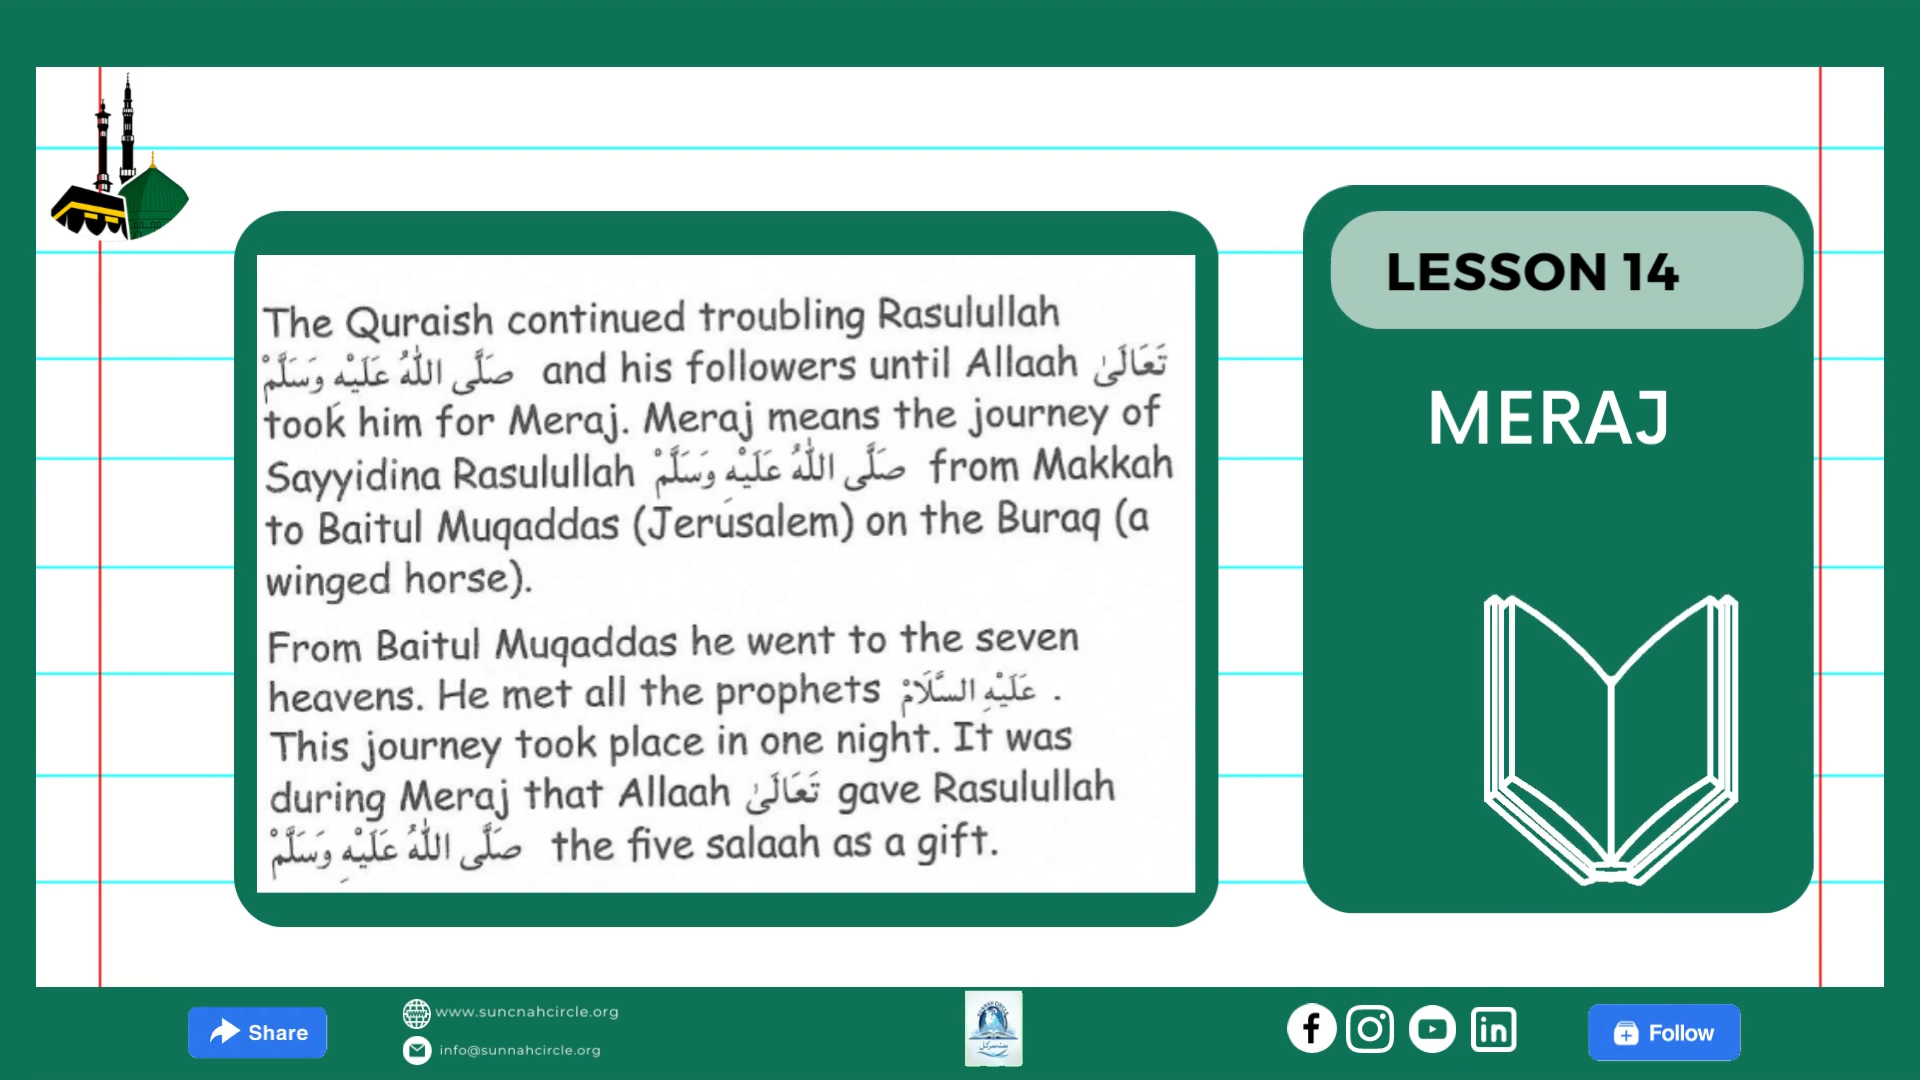 The Quraish continued troubling Rasulullah
صَلَّى اللّٰهُ عَلَيْهِ وَسَلَّمْ and his followers until Allaah تَعَالَىٰ
took him for Meraj. Meraj means the journey of
Sayyidina Rasulullah صَلَّى اللّٰهُ عَلَيْهِ وَسَلَّمْ from Makkah
to Baitul Muqaddas (Jerusalem) on the Buraq (a
winged horse).
From Baitul Muqaddas he went to the seven
heavens. He met all the prophets عَلَيْهِ السَّلَامْ .
This journey took place in one night. It was
during Meraj that Allaah تَعَالَىٰ gave Rasulullah
صَلَّى اللّٰهُ عَلَيْهِ وَسَلَّمْ the five salaah as a gift.
LESSON 14
MERAJ
Share
www.suncnahcircle.org
info@sunnahcircle.org
Follow